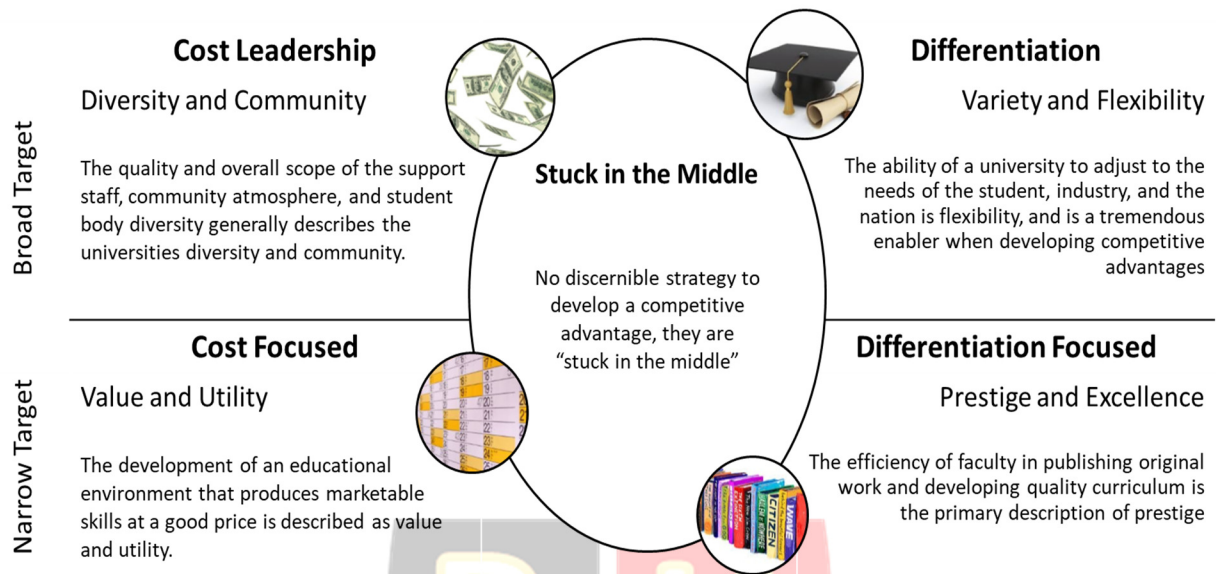 Cost Leadership
Diversity and Community
The quality and overall scope of the support
staff, community atmosphere, and student
body diversity generally describes the
universities diversity and community.
Broad Target
Stuck in the Middle
No discernible strategy to
develop a competitive
advantage, they are
“stuck in the middle”
Differentiation
Variety and Flexibility
The ability of a university to adjust to the
needs of the student, industry, and the
nation is flexibility, and is a tremendous
enabler when developing competitive
advantages
Cost Focused
Value and Utility
The development of an educational
environment that produces marketable
skills at a good price is described as value
and utility.
Narrow Target
Differentiation Focused
Prestige and Excellence
The efficiency of faculty in publishing original
work and developing quality curriculum is
the primary description of prestige
CITIZEN
WAVE